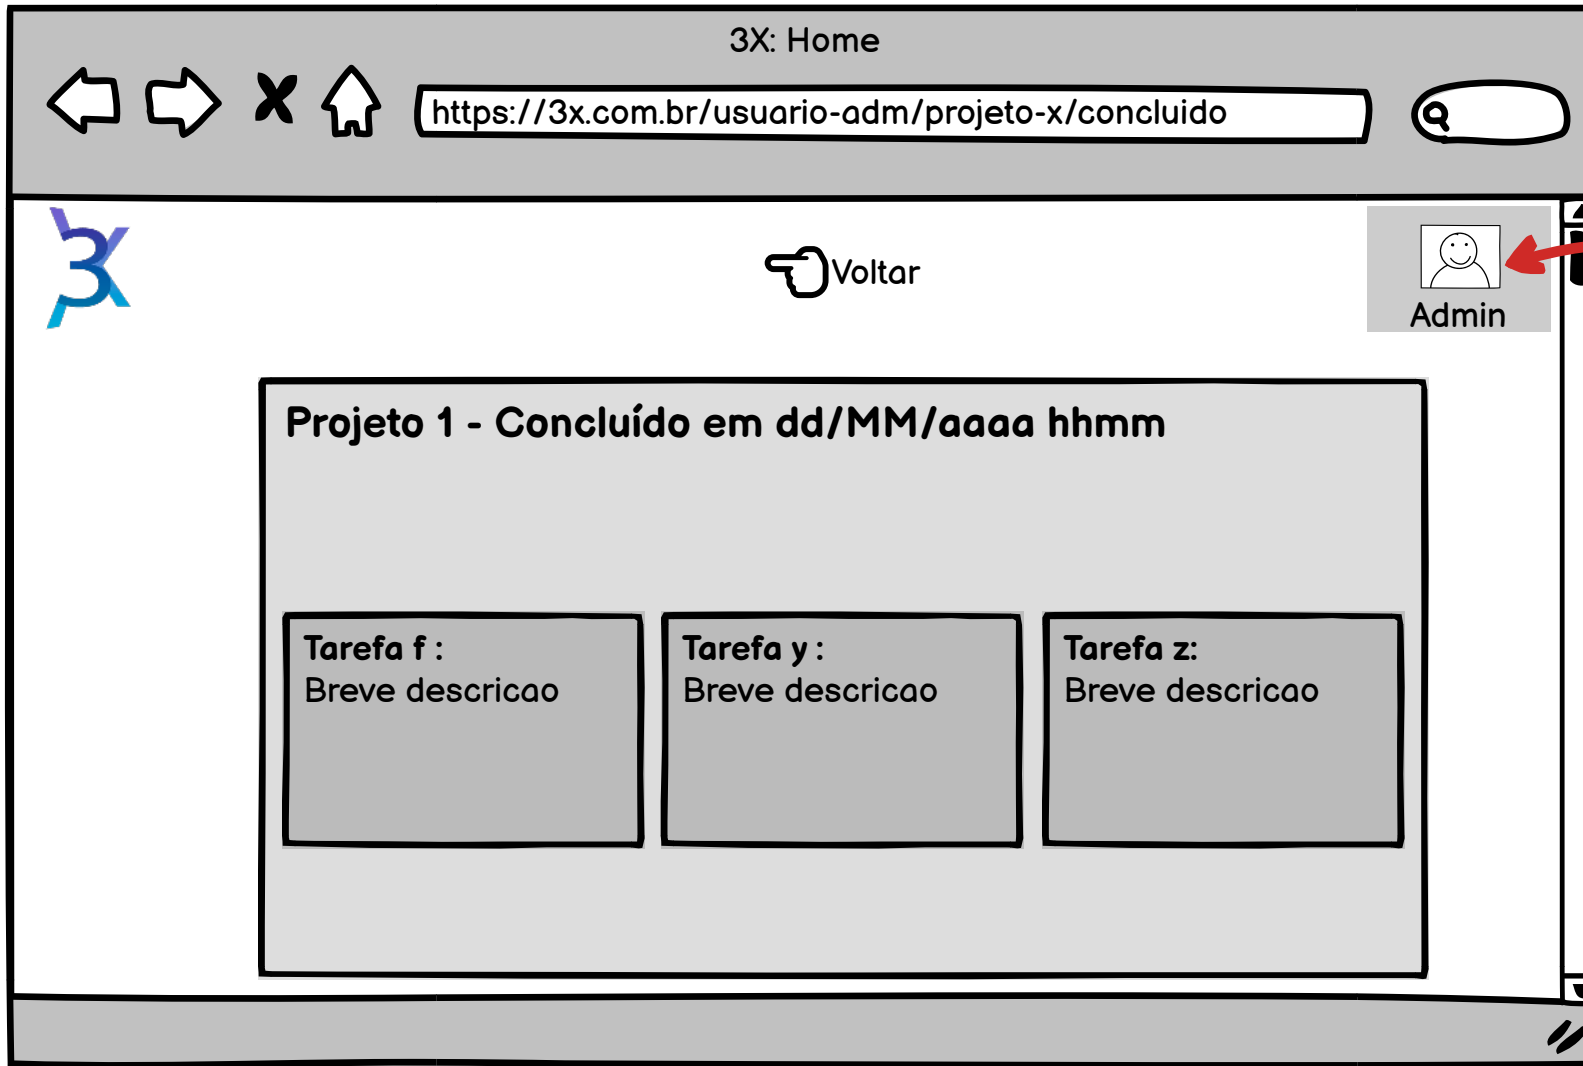 3X: Home
https://3x.com.br/usuario-adm/projeto-x/concluido
3X
Voltar
Admin
Projeto 1 - Concluído em dd/MM/aaaa hhmm
Tarefa f :
Breve descricao
Tarefa y :
Breve descricao
Tarefa z:
Breve descricao